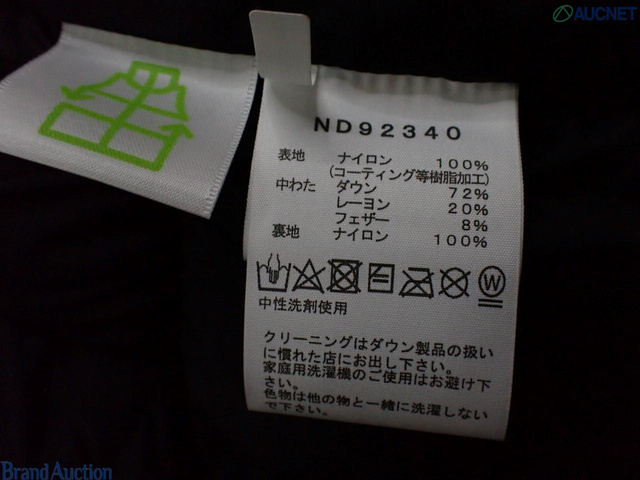 AUCNET
ND92340
表地 ナイロン 100%
(コーティング等樹脂加工)
中わた ダウン 72%
レーヨン 20%
フェザー 8%
裏地 ナイロン 100%
W
中性洗剤使用
クリーニングはダウン製品の扱い
に慣れた店にお出し下さい。
家庭用洗濯機のご使用はお避け下
さい。
色物は他の物と一緒に洗濯しない
で下さい。
Brand Auction